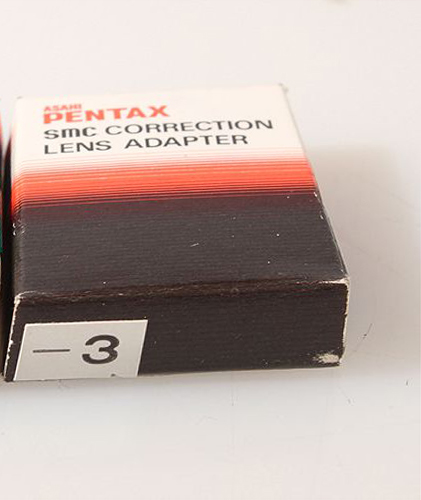 ASAHI
PENTAX
SMC CORRECTION
LENS ADAPTER
— 3